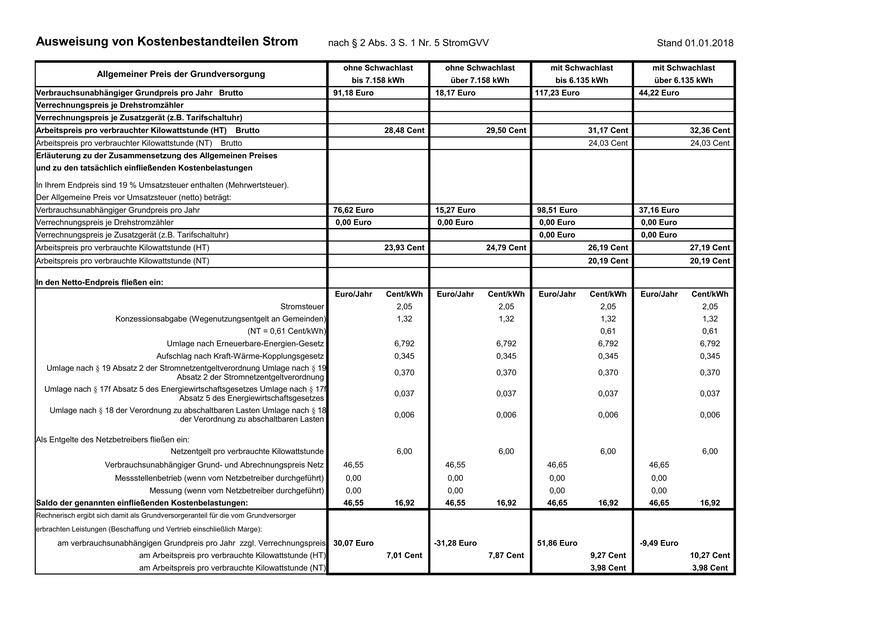 Ausweisung von Kostenbestandteilen Strom nach § 2 Abs. 3 S. 1 Nr. 5 StromGVV Stand 01.01.2018
Allgemeiner Preis der Grundversorgung ohne Schwachlast ohne Schwachlast mit Schwachlast mit Schwachlast
bis 7.158 kWh über 7.158 kWh bis 6.135 kWh über 6.135 kWh
Verbrauchsunabhängiger Grundpreis pro Jahr Brutto 91,18 Euro 18,17 Euro 117,23 Euro 44,22 Euro
Verrechnungspreis je Drehstromzähler
Verrechnungspreis je Zusatzgerät (z.B. Tarifschaltuhr)
Arbeitspreis pro verbrauchter Kilowattstunde (HT) Brutto 28,48 Cent 29,50 Cent 31,17 Cent 32,36 Cent
Arbeitspreis pro verbrauchter Kilowattstunde (NT) Brutto 24,03 Cent 24,03 Cent
Erläuterung zu der Zusammensetzung des Allgemeinen Preises
und zu den tatsächlich einfließenden Kostenbelastungen
In Ihrem Endpreis sind 19 % Umsatzsteuer enthalten (Mehrwertsteuer).
Der Allgemeine Preis vor Umsatzsteuer (netto) beträgt:
Verbrauchsunabhängiger Grundpreis pro Jahr 76,62 Euro 15,27 Euro 98,51 Euro 37,16 Euro
Verrechnungspreis je Drehstromzähler 0,00 Euro 0,00 Euro 0,00 Euro 0,00 Euro
Verrechnungspreis je Zusatzgerät (z.B. Tarifschaltuhr) 0,00 Euro 0,00 Euro
Arbeitspreis pro verbrauchte Kilowattstunde (HT) 23,93 Cent 24,79 Cent 26,19 Cent 27,19 Cent
Arbeitspreis pro verbrauchte Kilowattstunde (NT) 20,19 Cent 20,19 Cent
In den Netto-Endpreis fließen ein:
Euro/Jahr Cent/kWh Euro/Jahr Cent/kWh Euro/Jahr Cent/kWh Euro/Jahr Cent/kWh
Stromsteuer 2,05 2,05 2,05 2,05
Konzessionsabgabe (Wegenutzungsentgelt an Gemeinden) 1,32 1,32 1,32 1,32
(NT = 0,61 Cent/kWh) 0,61 0,61
Umlage nach Erneuerbare-Energien-Gesetz 6,792 6,792 6,792 6,792
Aufschlag nach Kraft-Wärme-Kopplungsgesetz 0,345 0,345 0,345 0,345
Umlage nach § 19 Absatz 2 der Stromnetzentgeltverordnung Umlage nach § 19
Absatz 2 der Stromnetzentgeltverordnung 0,370 0,370 0,370 0,370
Umlage nach § 17f Absatz 5 des Energiewirtschaftsgesetzes Umlage nach § 17f
Absatz 5 des Energiewirtschaftsgesetzes 0,037 0,037 0,037 0,037
Umlage nach § 18 der Verordnung zu abschaltbaren Lasten Umlage nach § 18
der Verordnung zu abschaltbaren Lasten 0,006 0,006 0,006 0,006
Als Entgelte des Netzbetreibers fließen ein:
Netzentgelt pro verbrauchte Kilowattstunde 6,00 6,00 6,00 6,00
Verbrauchsunabhängiger Grund- und Abrechnungspreis Netz 46,55 46,55 46,65 46,65
Messstellenbetrieb (wenn vom Netzbetreiber durchgeführt) 0,00 0,00 0,00 0,00
Messung (wenn vom Netzbetreiber durchgeführt) 0,00 0,00 0,00 0,00
Saldo der genannten einfließenden Kostenbelastungen: 46,55 16,92 46,55 16,92 46,65 16,92 46,65 16,92
Rechnerisch ergibt sich damit als Grundversorgeranteil für die vom Grundversorger
erbrachten Leistungen (Beschaffung und Vertrieb einschließlich Marge):
am verbrauchsunabhängigen Grundpreis pro Jahr zzgl. Verrechnungspreis 30,07 Euro -31,28 Euro 51,86 Euro -9,49 Euro
am Arbeitspreis pro verbrauchte Kilowattstunde (HT) 7,01 Cent 7,87 Cent 9,27 Cent 10,27 Cent
am Arbeitspreis pro verbrauchte Kilowattstunde (NT) 3,98 Cent 3,98 Cent